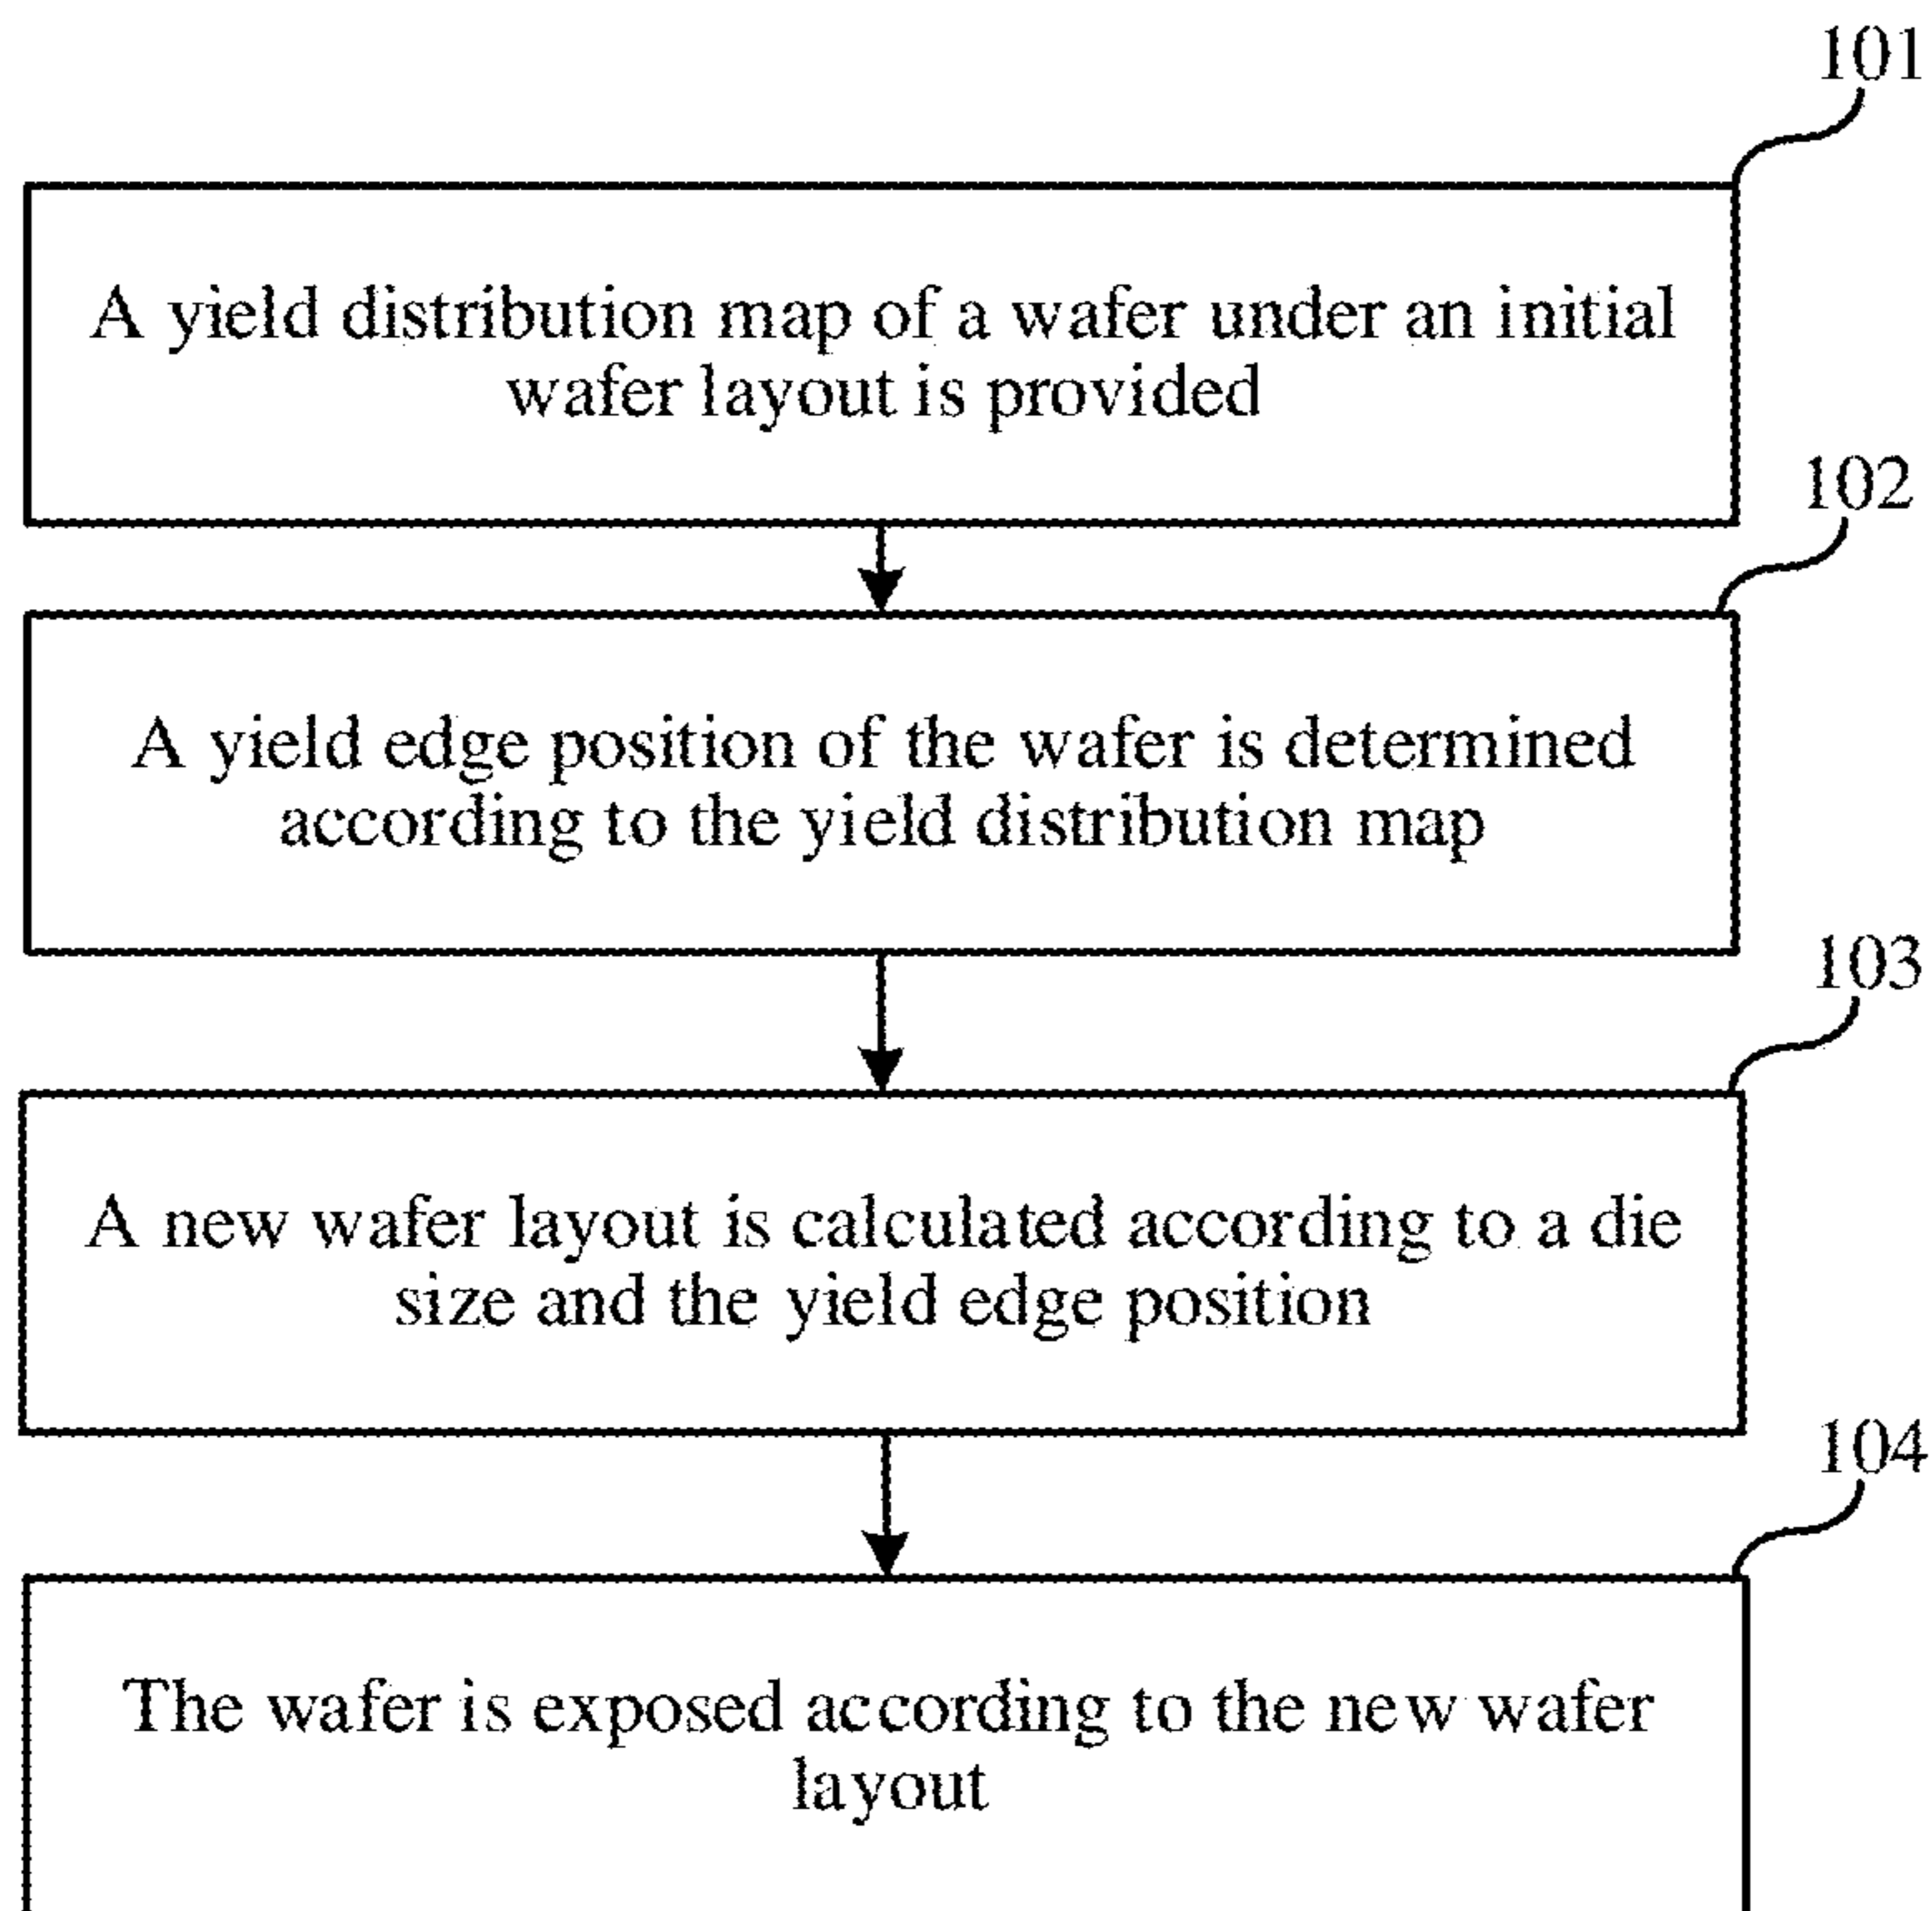 101
A yield distribution map of a wafer under an initial
wafer layout is provided
102
A yield edge position of the wafer is determined
according to the yield distribution map
103
A new wafer layout is calculated according to a die
size and the yield edge position
104
The wafer is exposed according to the new wafer
layout